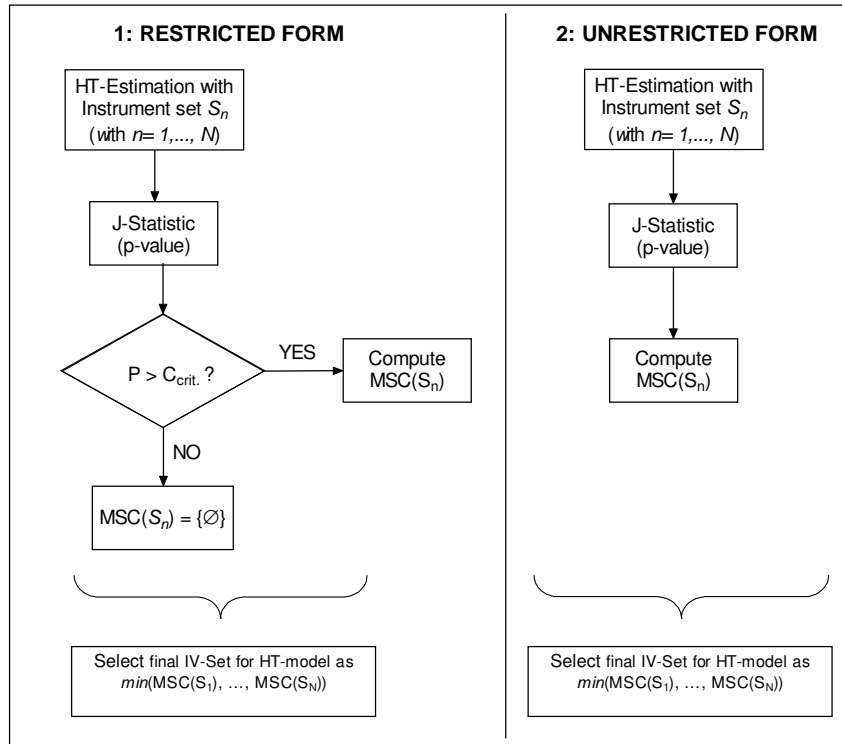 1: RESTRICTED FORM
HT-Estimation with
Instrument set Sn
(with n= 1,..., N)
J-Statistic
(p-value)
P > Ccrit. ?
YES
Compute
MSC(Sn)
NO
MSC(Sn) = {∅}
Select final IV-Set for HT-model as
min(MSC(S1), …, MSC(SN))
2: UNRESTRICTED FORM
HT-Estimation with
Instrument set Sn
(with n= 1,..., N)
J-Statistic
(p-value)
Compute
MSC(Sn)
Select final IV-Set for HT-model as
min(MSC(S1), …, MSC(SN))